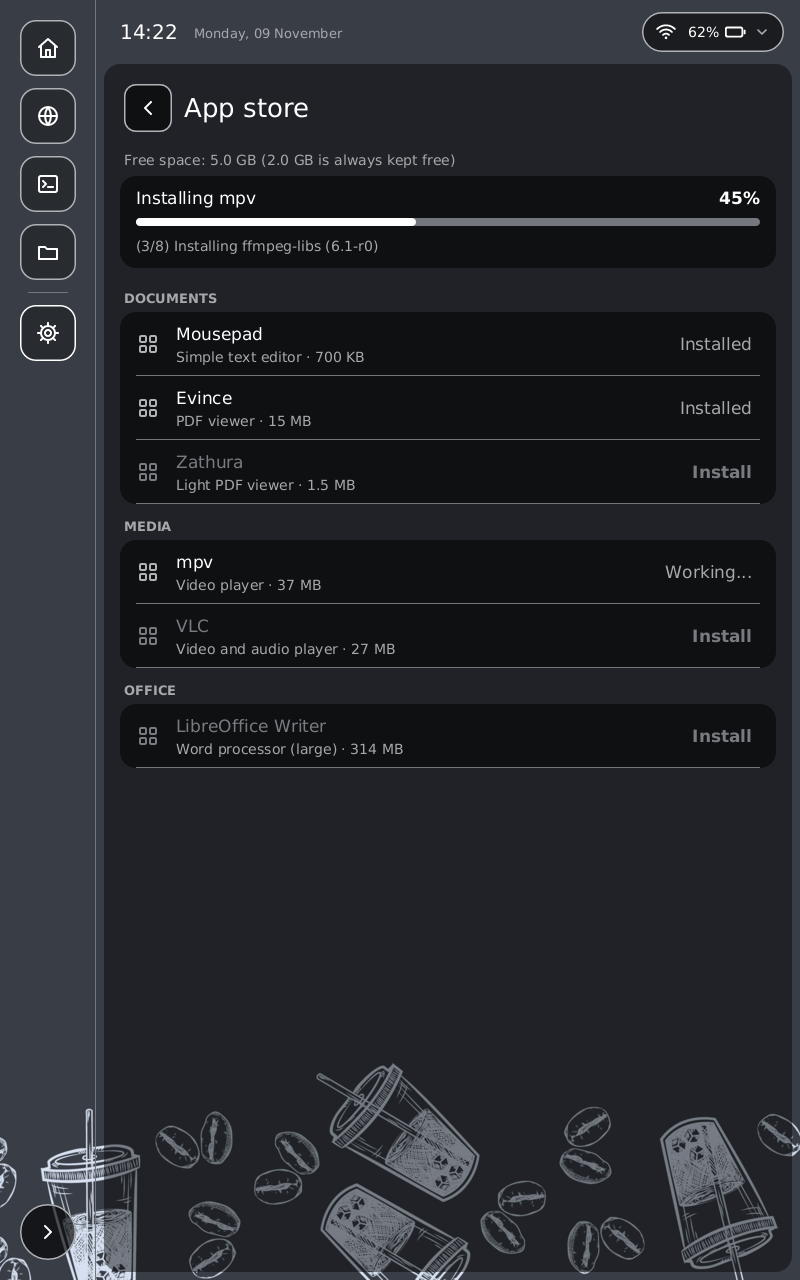 14:22 Monday, 09 November 62%
App store
Free space: 5.0 GB (2.0 GB is always kept free)
Installing mpv 45%
(3/8) Installing ffmpeg-libs (6.1-r0)
DOCUMENTS
Mousepad
Simple text editor · 700 KB
Installed
Evince
PDF viewer · 15 MB
Installed
Zathura
Light PDF viewer · 1.5 MB
Install
MEDIA
mpv
Video player · 37 MB
Working...
VLC
Video and audio player · 27 MB
Install
OFFICE
LibreOffice Writer
Word processor (large) · 314 MB
Install